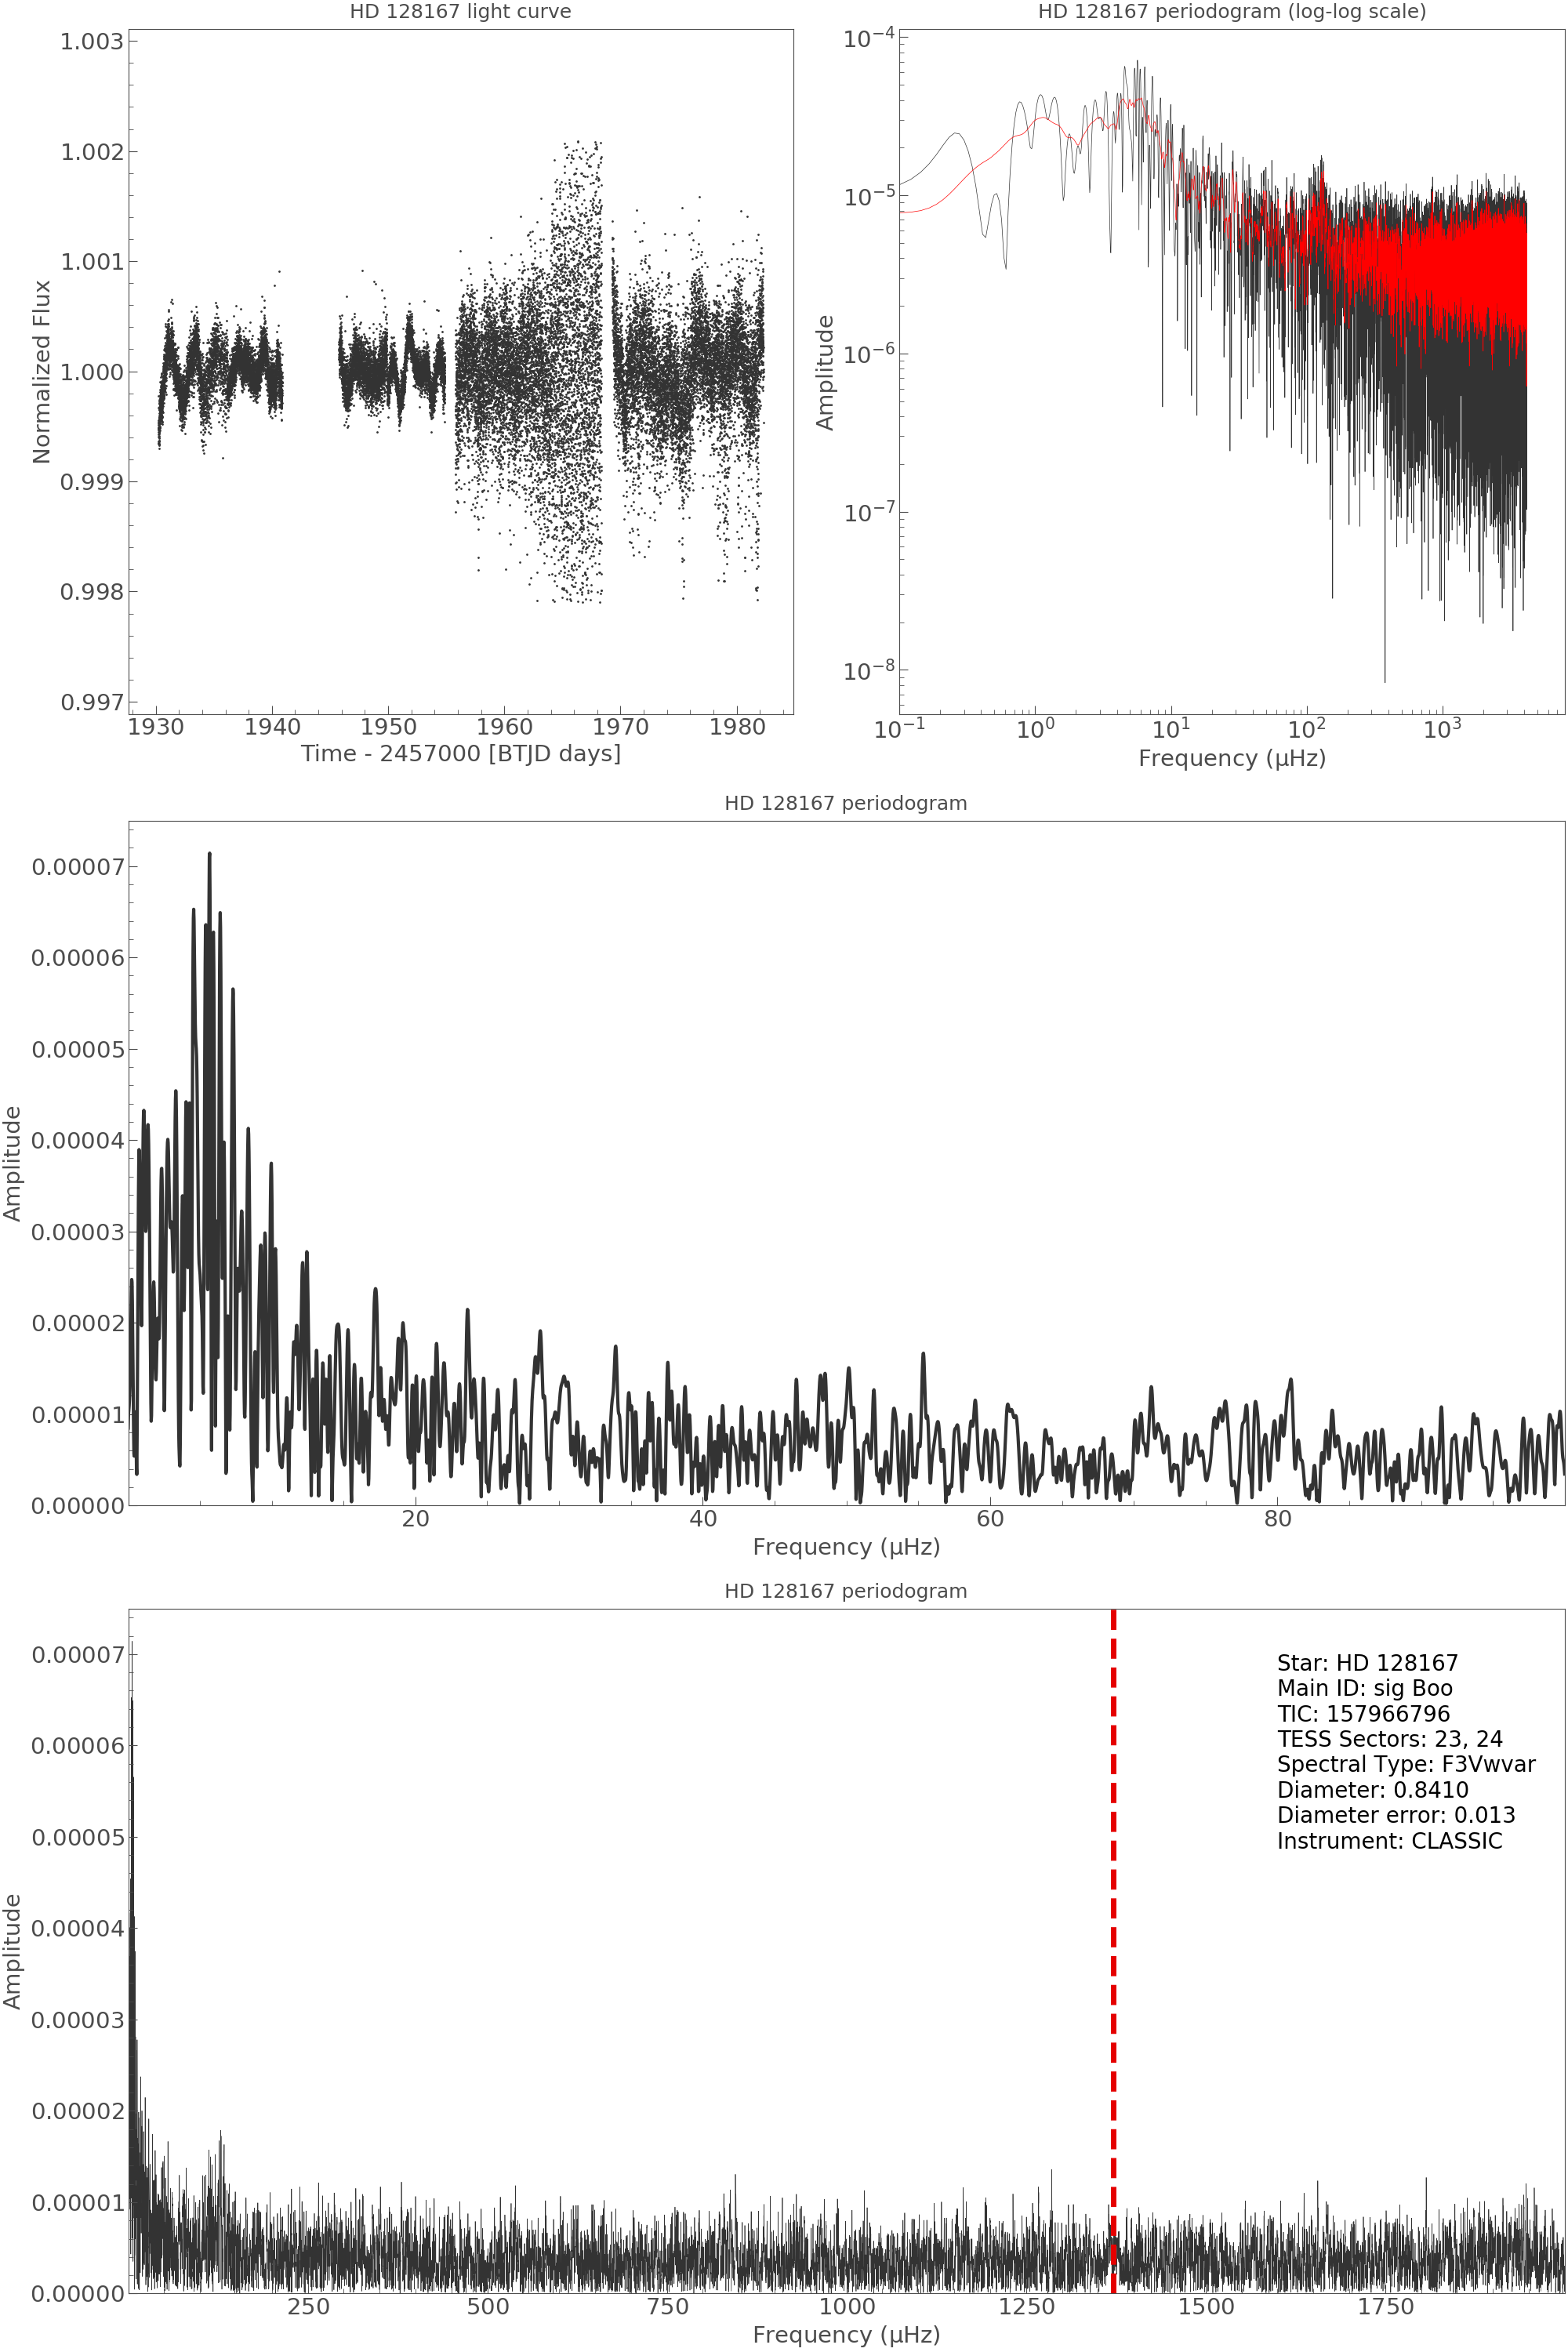 HD 128167 light curve
1.003
1.002
1.001
1.000
0.999
0.998
0.997
Normalized Flux
1930 1940 1950 1960 1970 1980
Time - 2457000 [BTJD days]
HD 128167 periodogram (log-log scale)
10⁻⁴
10⁻⁵
10⁻⁶
10⁻⁷
10⁻⁸
Amplitude
10⁻¹ 10⁰ 10¹ 10² 10³
Frequency (µHz)
HD 128167 periodogram
0.00007
0.00006
0.00005
0.00004
0.00003
0.00002
0.00001
0.00000
Amplitude
20 40 60 80
Frequency (µHz)
HD 128167 periodogram
0.00007
0.00006
0.00005
0.00004
0.00003
0.00002
0.00001
0.00000
Amplitude
Star: HD 128167
Main ID: sig Boo
TIC: 157966796
TESS Sectors: 23, 24
Spectral Type: F3Vwvar
Diameter: 0.8410
Diameter error: 0.013
Instrument: CLASSIC
250 500 750 1000 1250 1500 1750
Frequency (µHz)